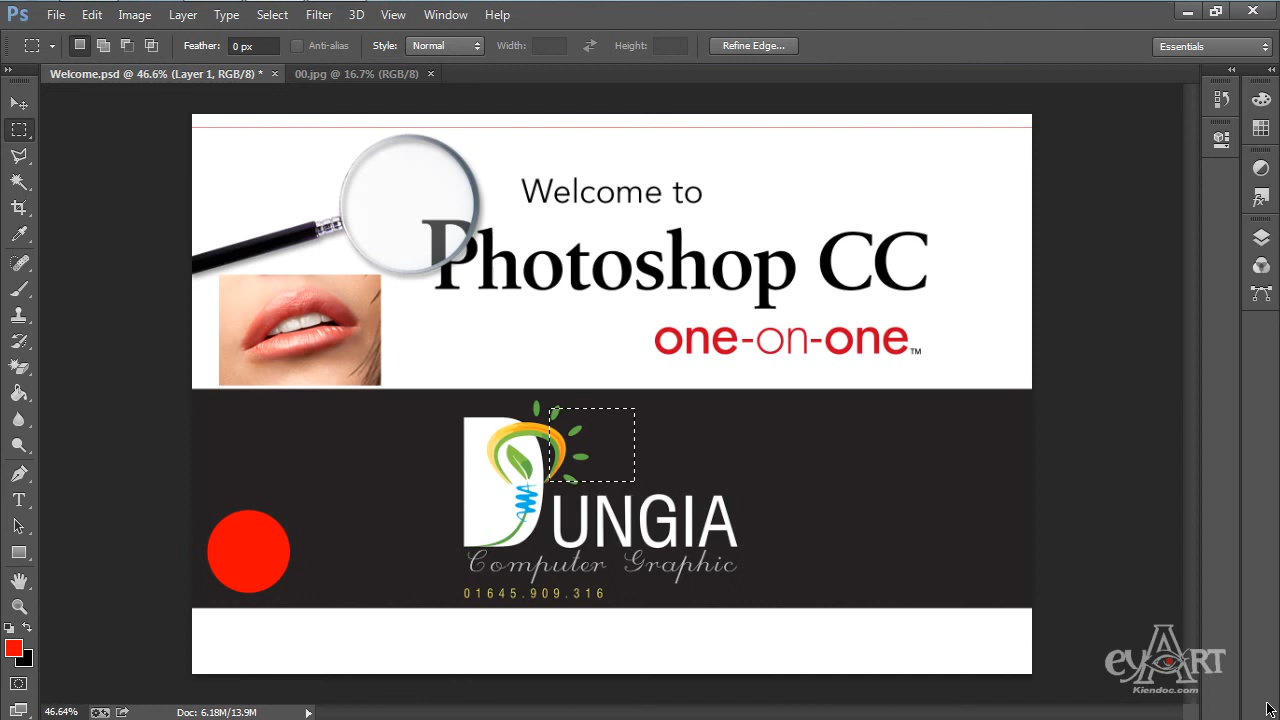 Ps File Edit Image Layer Type Select Filter 3D View Window Help
Feather: 0 px Anti-alias Style: Normal Width: Height: Refine Edge... Essentials
Welcome.psd @ 46.6% (Layer 1, RGB/8) * × 00.jpg @ 16.7% (RGB/8) ×
Welcome to
Photoshop CC
one-on-one™
DUNGIA
Computer Graphic
01645.909.316
eyART
Kiendoc.com
46.64% Doc: 6.18M/13.9M